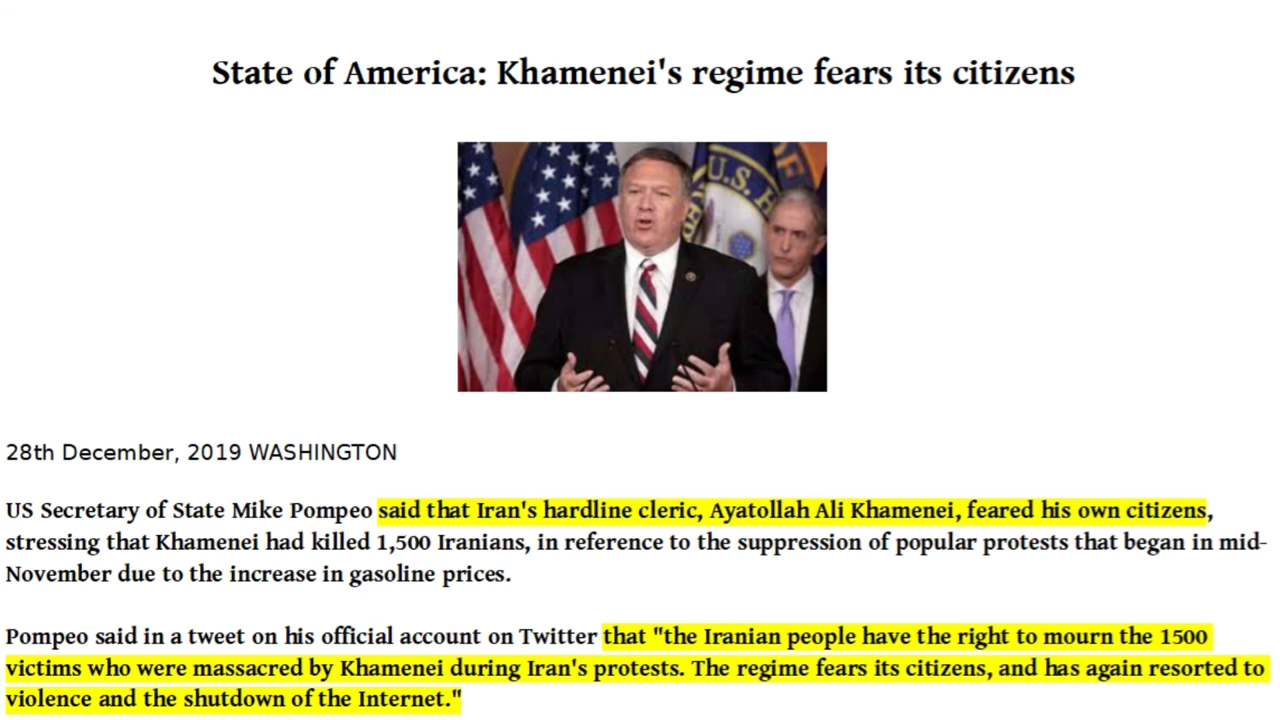 State of America: Khamenei's regime fears its citizens
U.S. H
28th December, 2019 WASHINGTON
US Secretary of State Mike Pompeo said that Iran's hardline cleric, Ayatollah Ali Khamenei, feared his own citizens,
stressing that Khamenei had killed 1,500 Iranians, in reference to the suppression of popular protests that began in mid-
November due to the increase in gasoline prices.
Pompeo said in a tweet on his official account on Twitter that "the Iranian people have the right to mourn the 1500
victims who were massacred by Khamenei during Iran's protests. The regime fears its citizens, and has again resorted to
violence and the shutdown of the Internet."